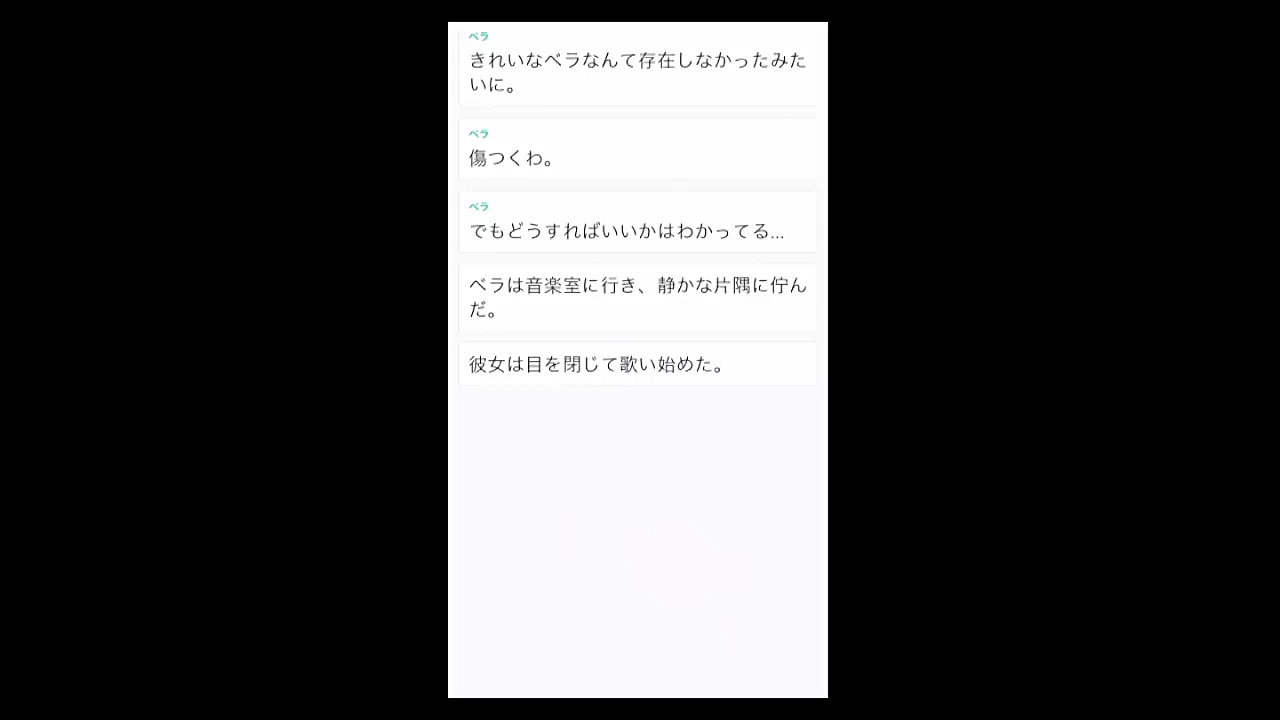 ベラ
きれいなベラなんて存在しなかったみた
いに。
ベラ
傷つくわ。
ベラ
でもどうすればいいかはわかってる...
ベラは音楽室に行き、静かな片隅に佇ん
だ。
彼女は目を閉じて歌い始めた。